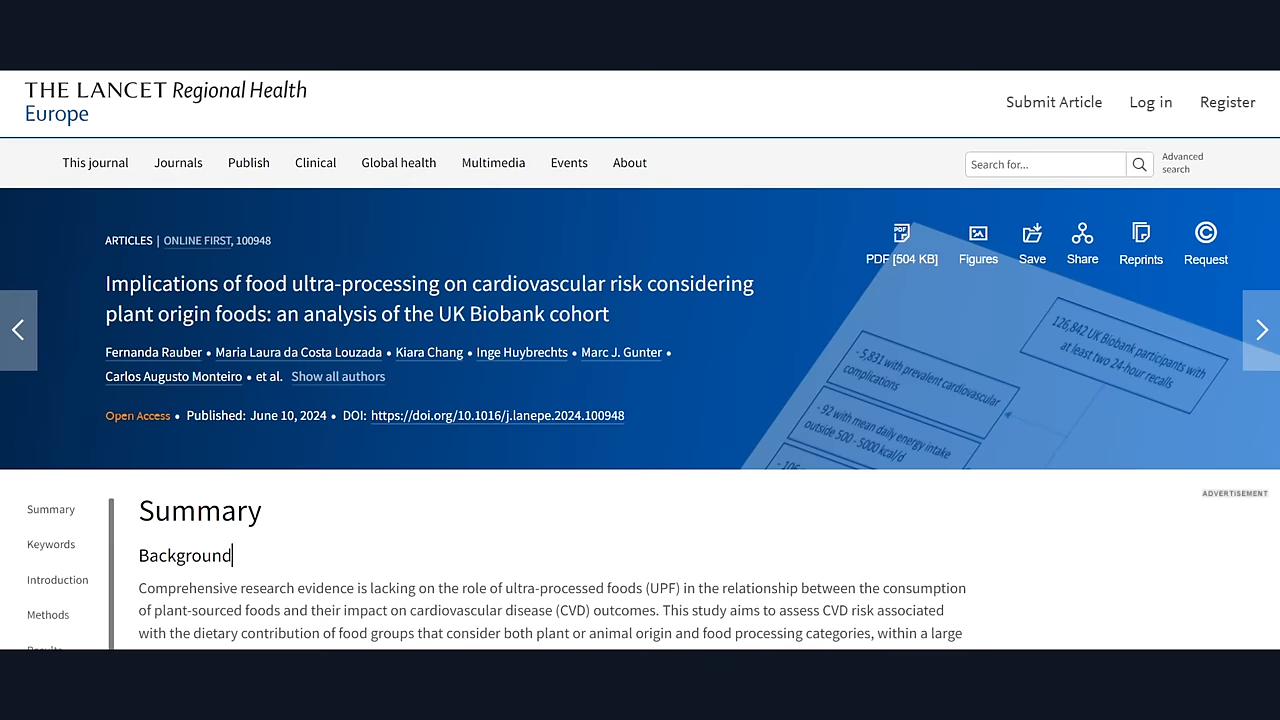 THE LANCET Regional Health
Europe
Submit Article Log in Register
This journal Journals Publish Clinical Global health Multimedia Events About
Search for...
Advanced
search
ARTICLES | ONLINE FIRST, 100948
PDF
PDF [504 KB] Figures Save Share Reprints Request
Implications of food ultra-processing on cardiovascular risk considering
plant origin foods: an analysis of the UK Biobank cohort
Fernanda Rauber • Maria Laura da Costa Louzada • Kiara Chang • Inge Huybrechts • Marc J. Gunter •
Carlos Augusto Monteiro • et al. Show all authors
Open Access • Published: June 10, 2024 • DOI: https://doi.org/10.1016/j.lanepe.2024.100948
126,842 UK Biobank participants with
at least two 24-hour recalls
- 5,831 with prevalent cardiovascular
complications
- 92 with mean daily energy intake
outside 500 - 5000 kcal/d
ADVERTISEMENT
Summary
Keywords
Introduction
Methods
Results
Summary
Background
Comprehensive research evidence is lacking on the role of ultra-processed foods (UPF) in the relationship between the consumption
of plant-sourced foods and their impact on cardiovascular disease (CVD) outcomes. This study aims to assess CVD risk associated
with the dietary contribution of food groups that consider both plant or animal origin and food processing categories, within a large